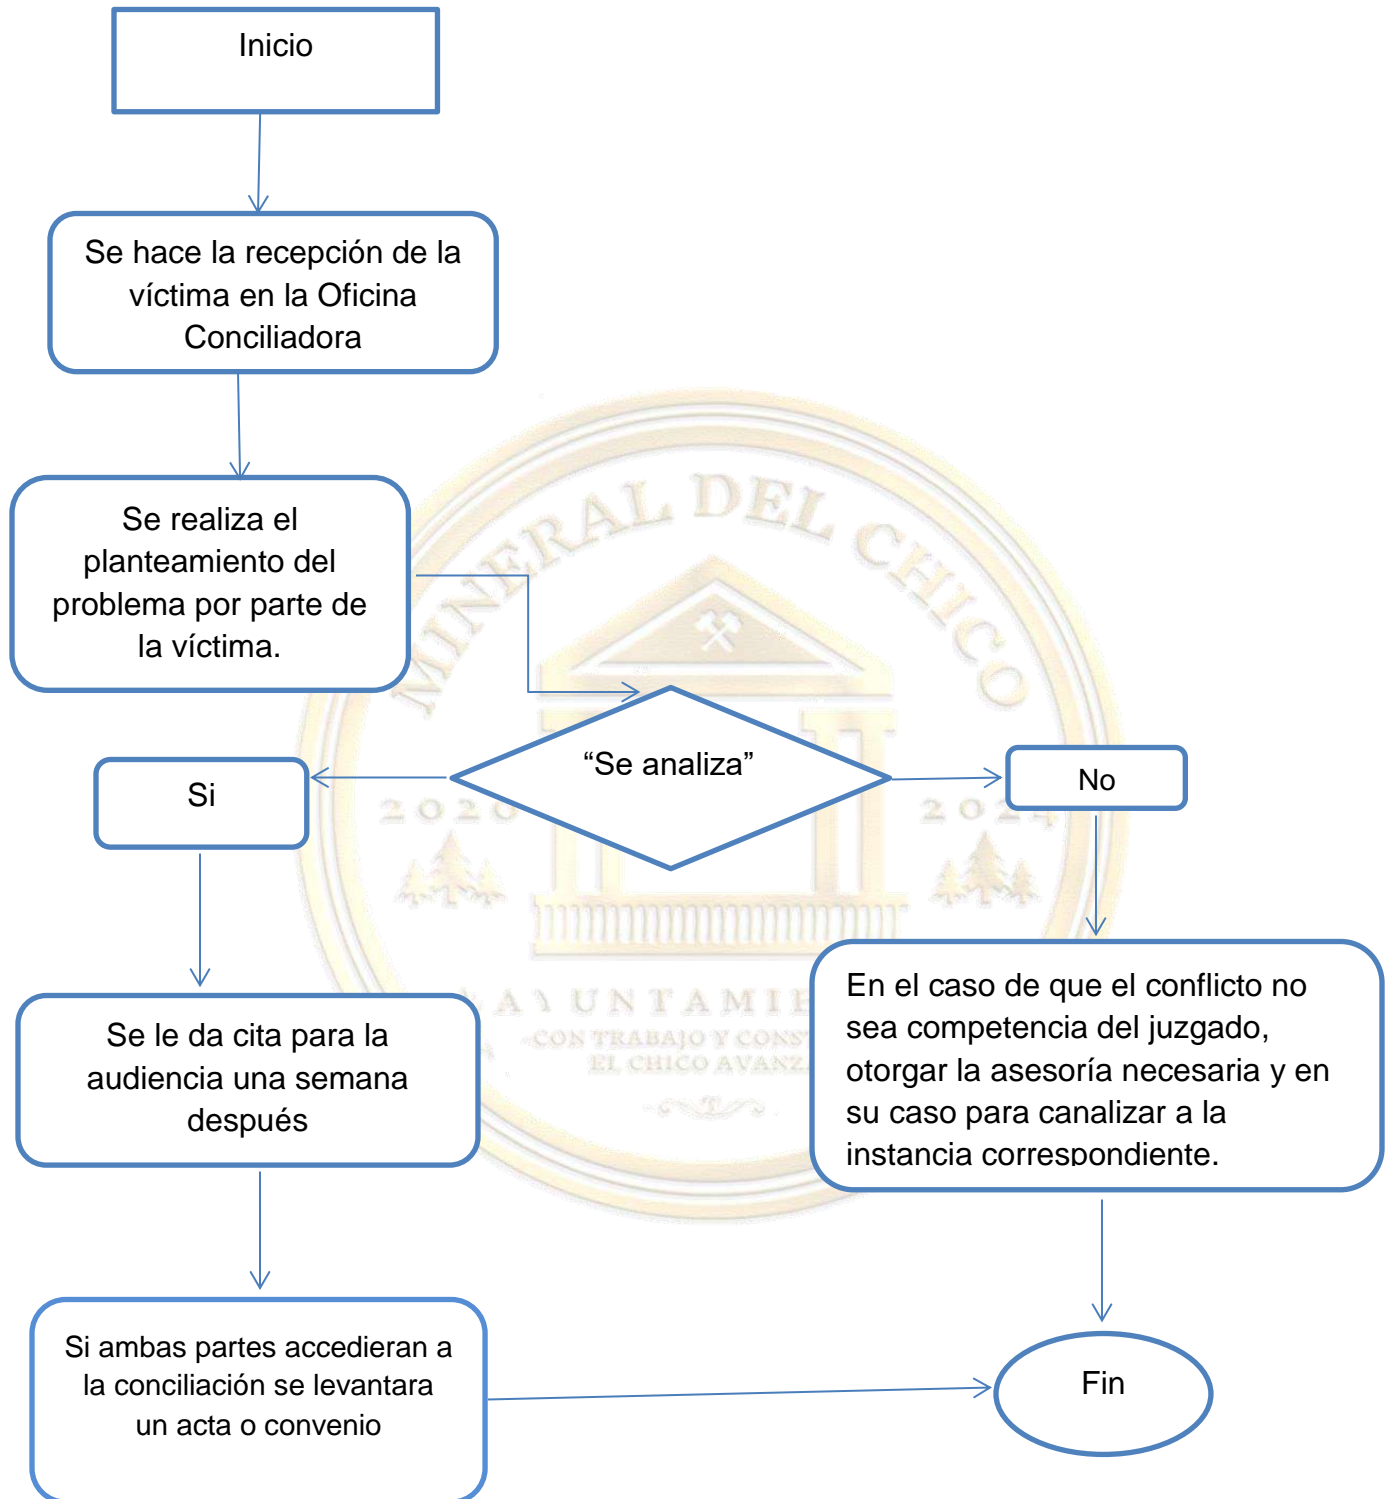 Inicio
Se hace la recepción de la
víctima en la Oficina
Conciliadora
Se realiza el
planteamiento del
problema por parte de
la víctima.
“Se analiza”
Si
No
Se le da cita para la
audiencia una semana
después
En el caso de que el conflicto no
sea competencia del juzgado,
otorgar la asesoría necesaria y en
su caso para canalizar a la
instancia correspondiente.
Si ambas partes accedieran a
la conciliación se levantara
un acta o convenio
Fin
MINERAL DEL CHICO
2020
2024
CON TRABAJO Y
EL CHICO